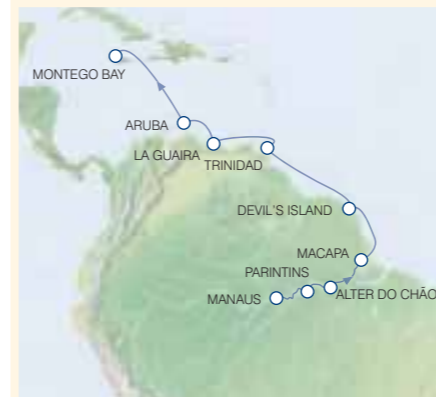 MONTEGO BAY
ARUBA
LA GUAIRA
TRINIDAD
DEVIL'S ISLAND
MACAPA
PARINTINS
MANAUS
ALTER DO CHÃO